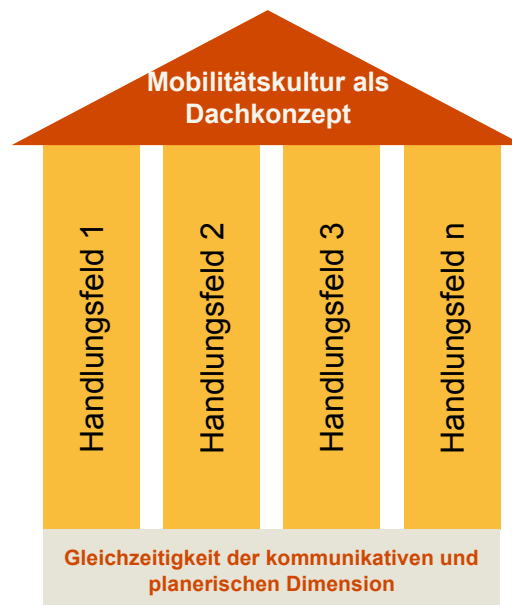 Mobilitätskultur als
Dachkonzept
Handlungsfeld 1
Handlungsfeld 2
Handlungsfeld 3
Handlungsfeld n
Gleichzeitigkeit der kommunikativen und
planerischen Dimension